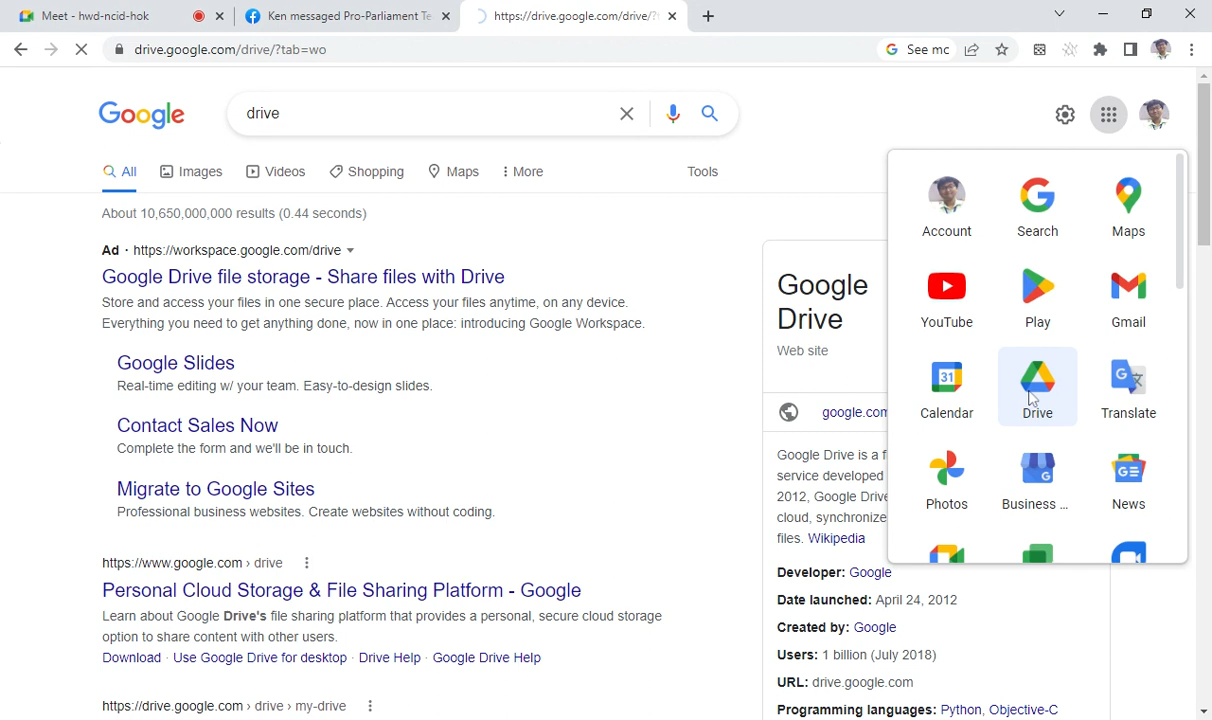 Meet - hwd-ncid-hok
Ken messaged Pro-Parliament Te
https://drive.google.com/drive/?
drive.google.com/drive/?tab=wo
See mc
Google
drive
All
Images
Videos
Shopping
Maps
More
Tools
About 10,650,000,000 results (0.44 seconds)
Ad · https://workspace.google.com/drive
Google Drive file storage - Share files with Drive
Store and access your files in one secure place. Access your files anytime, on any device.
Everything you need to get anything done, now in one place: introducing Google Workspace.
Google Slides
Real-time editing w/ your team. Easy-to-design slides.
Contact Sales Now
Complete the form and we'll be in touch.
Migrate to Google Sites
Professional business websites. Create websites without coding.
https://www.google.com › drive
Personal Cloud Storage & File Sharing Platform - Google
Learn about Google Drive's file sharing platform that provides a personal, secure cloud storage
option to share content with other users.
Download · Use Google Drive for desktop · Drive Help · Google Drive Help
https://drive.google.com › drive › my-drive
Google
Drive
Web site
google.com
Google Drive is a f
service developed
2012, Google Drive
cloud, synchronize
files. Wikipedia
Developer: Google
Date launched: April 24, 2012
Created by: Google
Users: 1 billion (July 2018)
URL: drive.google.com
Programming languages: Python, Objective-C
Account
Search
Maps
YouTube
Play
Gmail
31
Calendar
Drive
Translate
Photos
Business ...
News